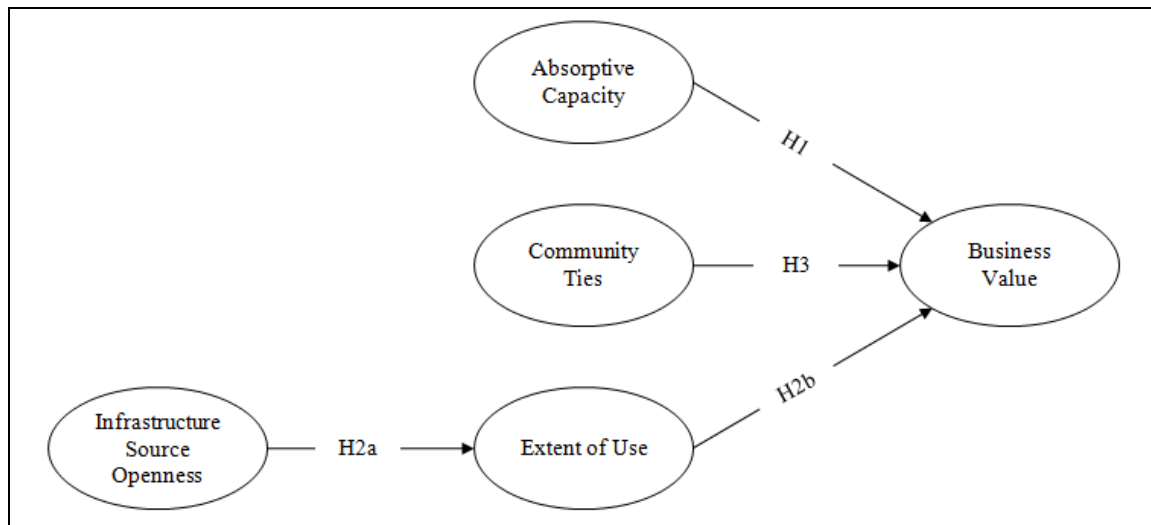 Absorptive
Capacity
H1
Community
Ties
H3
Business
Value
H2b
Infrastructure
Source
Openness
H2a
Extent of Use